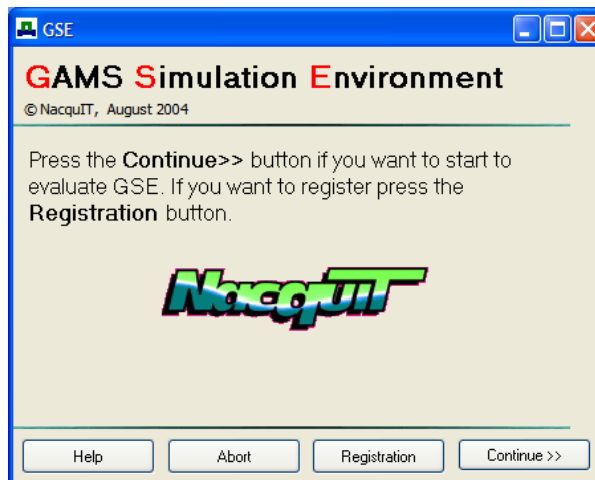 GSE
GAMS Simulation Environment
© NacquIT, August 2004
Press the Continue>> button if you want to start to
evaluate GSE. If you want to register press the
Registration button.
NacquIT
Help Abort Registration Continue >>